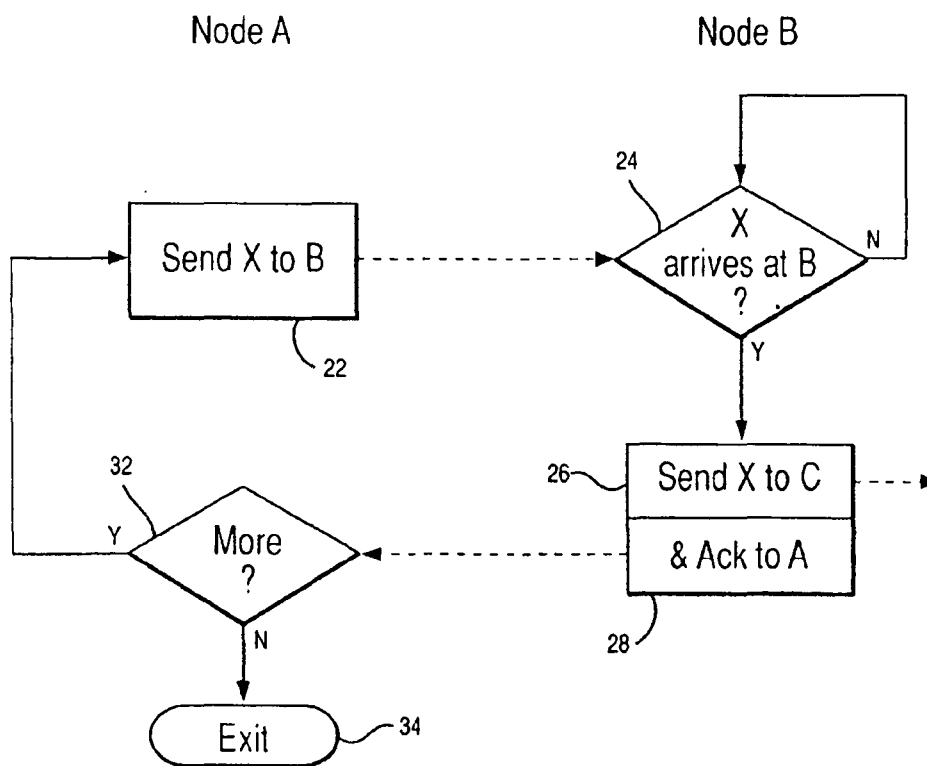 Node A
Node B
24
X
arrives at B
?
N
Send X to B
22
Y
32
26
Send X to C
Y
More
?
& Ack to A
28
N
Exit
34